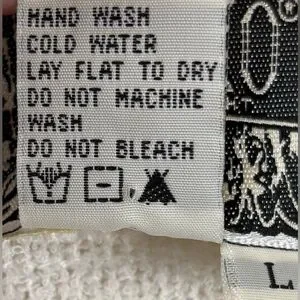 HAND WASH
COLD WATER
LAY FLAT TO DRY
DO NOT MACHINE
WASH
DO NOT BLEACH
L